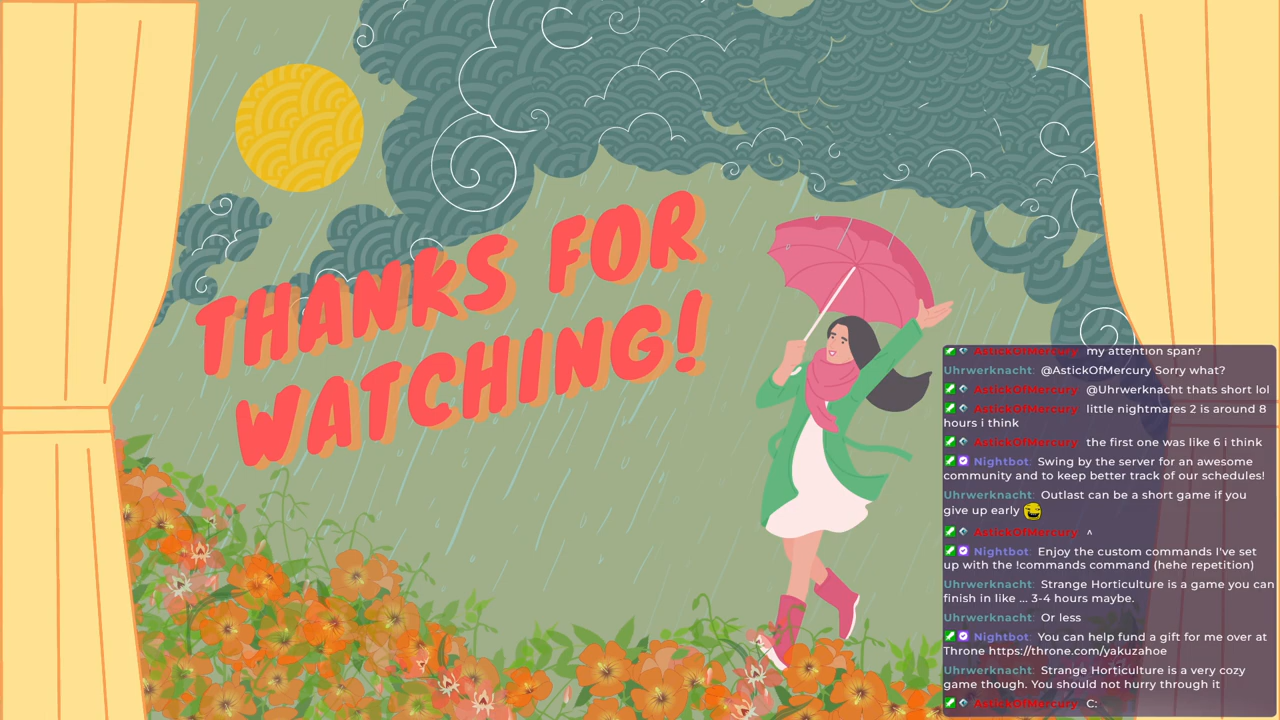 THANKS FOR
WATCHING!
AstickOfMercury: my attention span?
Uhrwerknacht: @AstickOfMercury Sorry what?
AstickOfMercury: @Uhrwerknacht thats short lol
AstickOfMercury: little nightmares 2 is around 8
hours i think
AstickOfMercury: the first one was like 6 i think
Nightbot: Swing by the server for an awesome
community and to keep better track of our schedules!
Uhrwerknacht: Outlast can be a short game if you
give up early
AstickOfMercury: ^
Nightbot: Enjoy the custom commands I've set
up with the !commands command (hehe repetition)
Uhrwerknacht: Strange Horticulture is a game you can
finish in like ... 3-4 hours maybe.
Uhrwerknacht: Or less
Nightbot: You can help fund a gift for me over at
Throne https://throne.com/yakuzahoe
Uhrwerknacht: Strange Horticulture is a very cozy
game though. You should not hurry through it
AstickOfMercury: C: